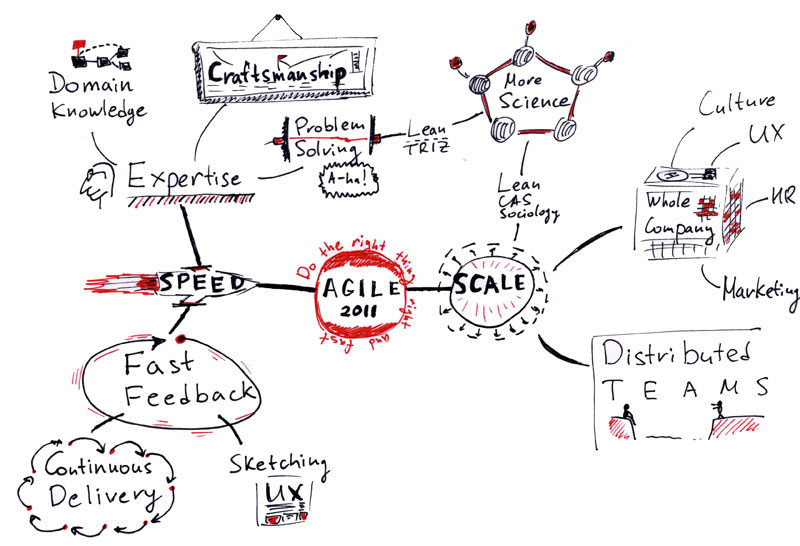 Domain
Knowledge
Craftsmanship
Problem
Solving
A-ha!
Lean
TRIZ
More
Science
Expertise
Lean
CAS
Sociology
Culture
UX
HR
Whole
Company
Marketing
SPEED
Do the right thing right and fast
AGILE
2011
SCALE
Fast
Feedback
Continuous
Delivery
Sketching
UX
Distributed
TEAMS